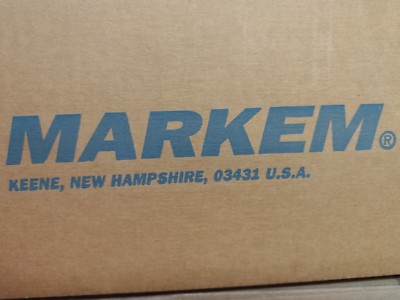 MARKEM®
KEENE, NEW HAMPSHIRE, 03431 U.S.A.